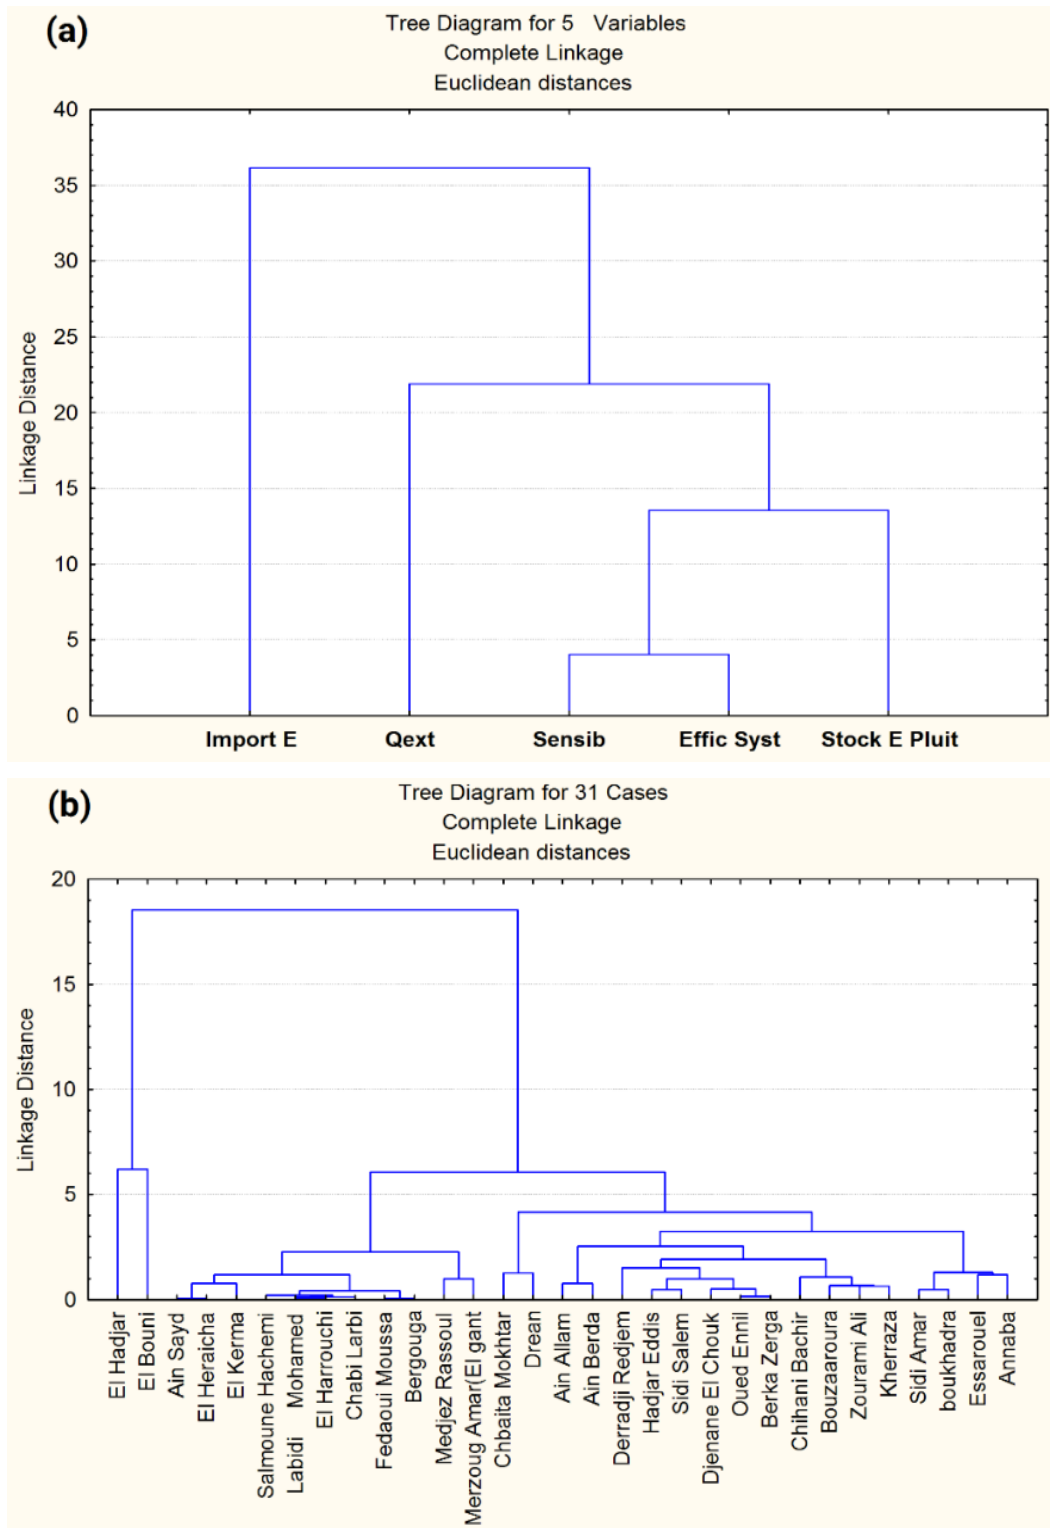 (a)
Tree Diagram for 5 Variables
Complete Linkage
Euclidean distances
40
35
30
25
20
15
10
5
0
Linkage Distance
Import E
Qext
Sensib
Effic Syst
Stock E Pluit
(b)
Tree Diagram for 31 Cases
Complete Linkage
Euclidean distances
20
15
10
5
0
Linkage Distance
El Hadjar
El Bouni
Ain Sayd
El Heraicha
El Kerma
Salmoune Hachemi
Labidi Mohamed
El Harrouchi
Chabi Larbi
Fedaoui Moussa
Bergouga
Medjez Rassoul
Merzoug Amar(El gant
Chbaita Mokhtar
Drean
Ain Allam
Ain Berda
Derradji Redjem
Hadjar Eddis
Sidi Salem
Djenane El Chouk
Oued Ennil
Berka Zerga
Chihani Bachir
Bouzaaroura
Zourami Ali
Kherraza
Sidi Amar
boukhadra
Essarouel
Annaba